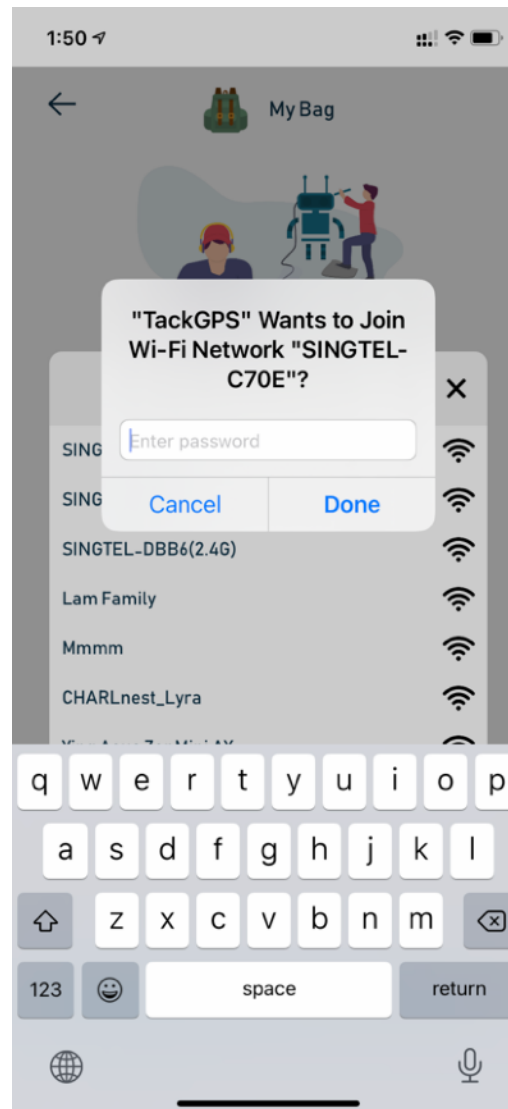 1:50
My Bag
"TackGPS" Wants to Join
Wi-Fi Network "SINGTEL-
C70E"?
Enter password
SING
Cancel Done
SING
SINGTEL-DBB6(2.4G)
Lam Family
Mmmm
CHARLnest_Lyra
q w e r t y u i o p
a s d f g h j k l
z x c v b n m
123 space return